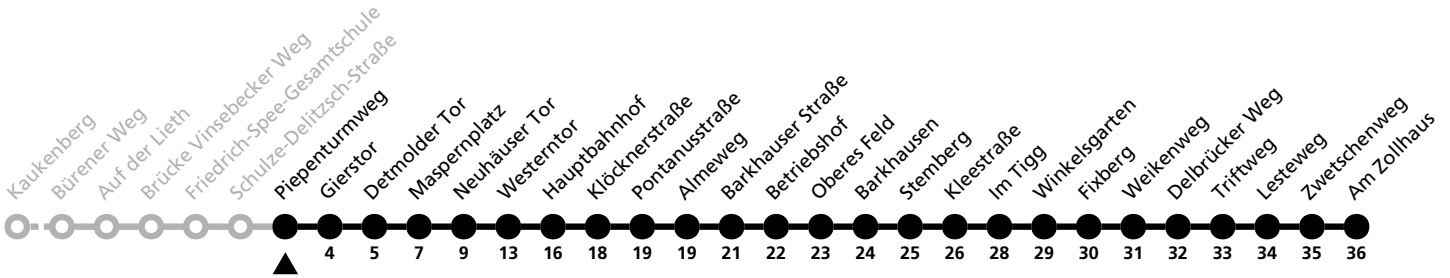 Kaukenberg
Bürener Weg
Auf der Lieth
Brücke Vinsebecker Weg
Friedrich-Spee-Gesamtschule
Schulze-Delitzsch-Straße
Piepenturmweg
Gierstor
Detmolder Tor
Maspernplatz
Neuhäuser Tor
Westerntor
Hauptbahnhof
Klöcknerstraße
Pontanusstraße
Almeweg
Barkhauser Straße
Betriebshof
Oberes Feld
Barkhausen
Stemberg
Kleestraße
Im Tigg
Winkelsgarten
Fixberg
Weikenweg
Delbrücker Weg
Triftweg
Lesteweg
Zwetschenweg
Am Zollhaus
4 5 7 9 13 16 18 19 19 21 22 23 24 25 26 28 29 30 31 32 33 34 35 36